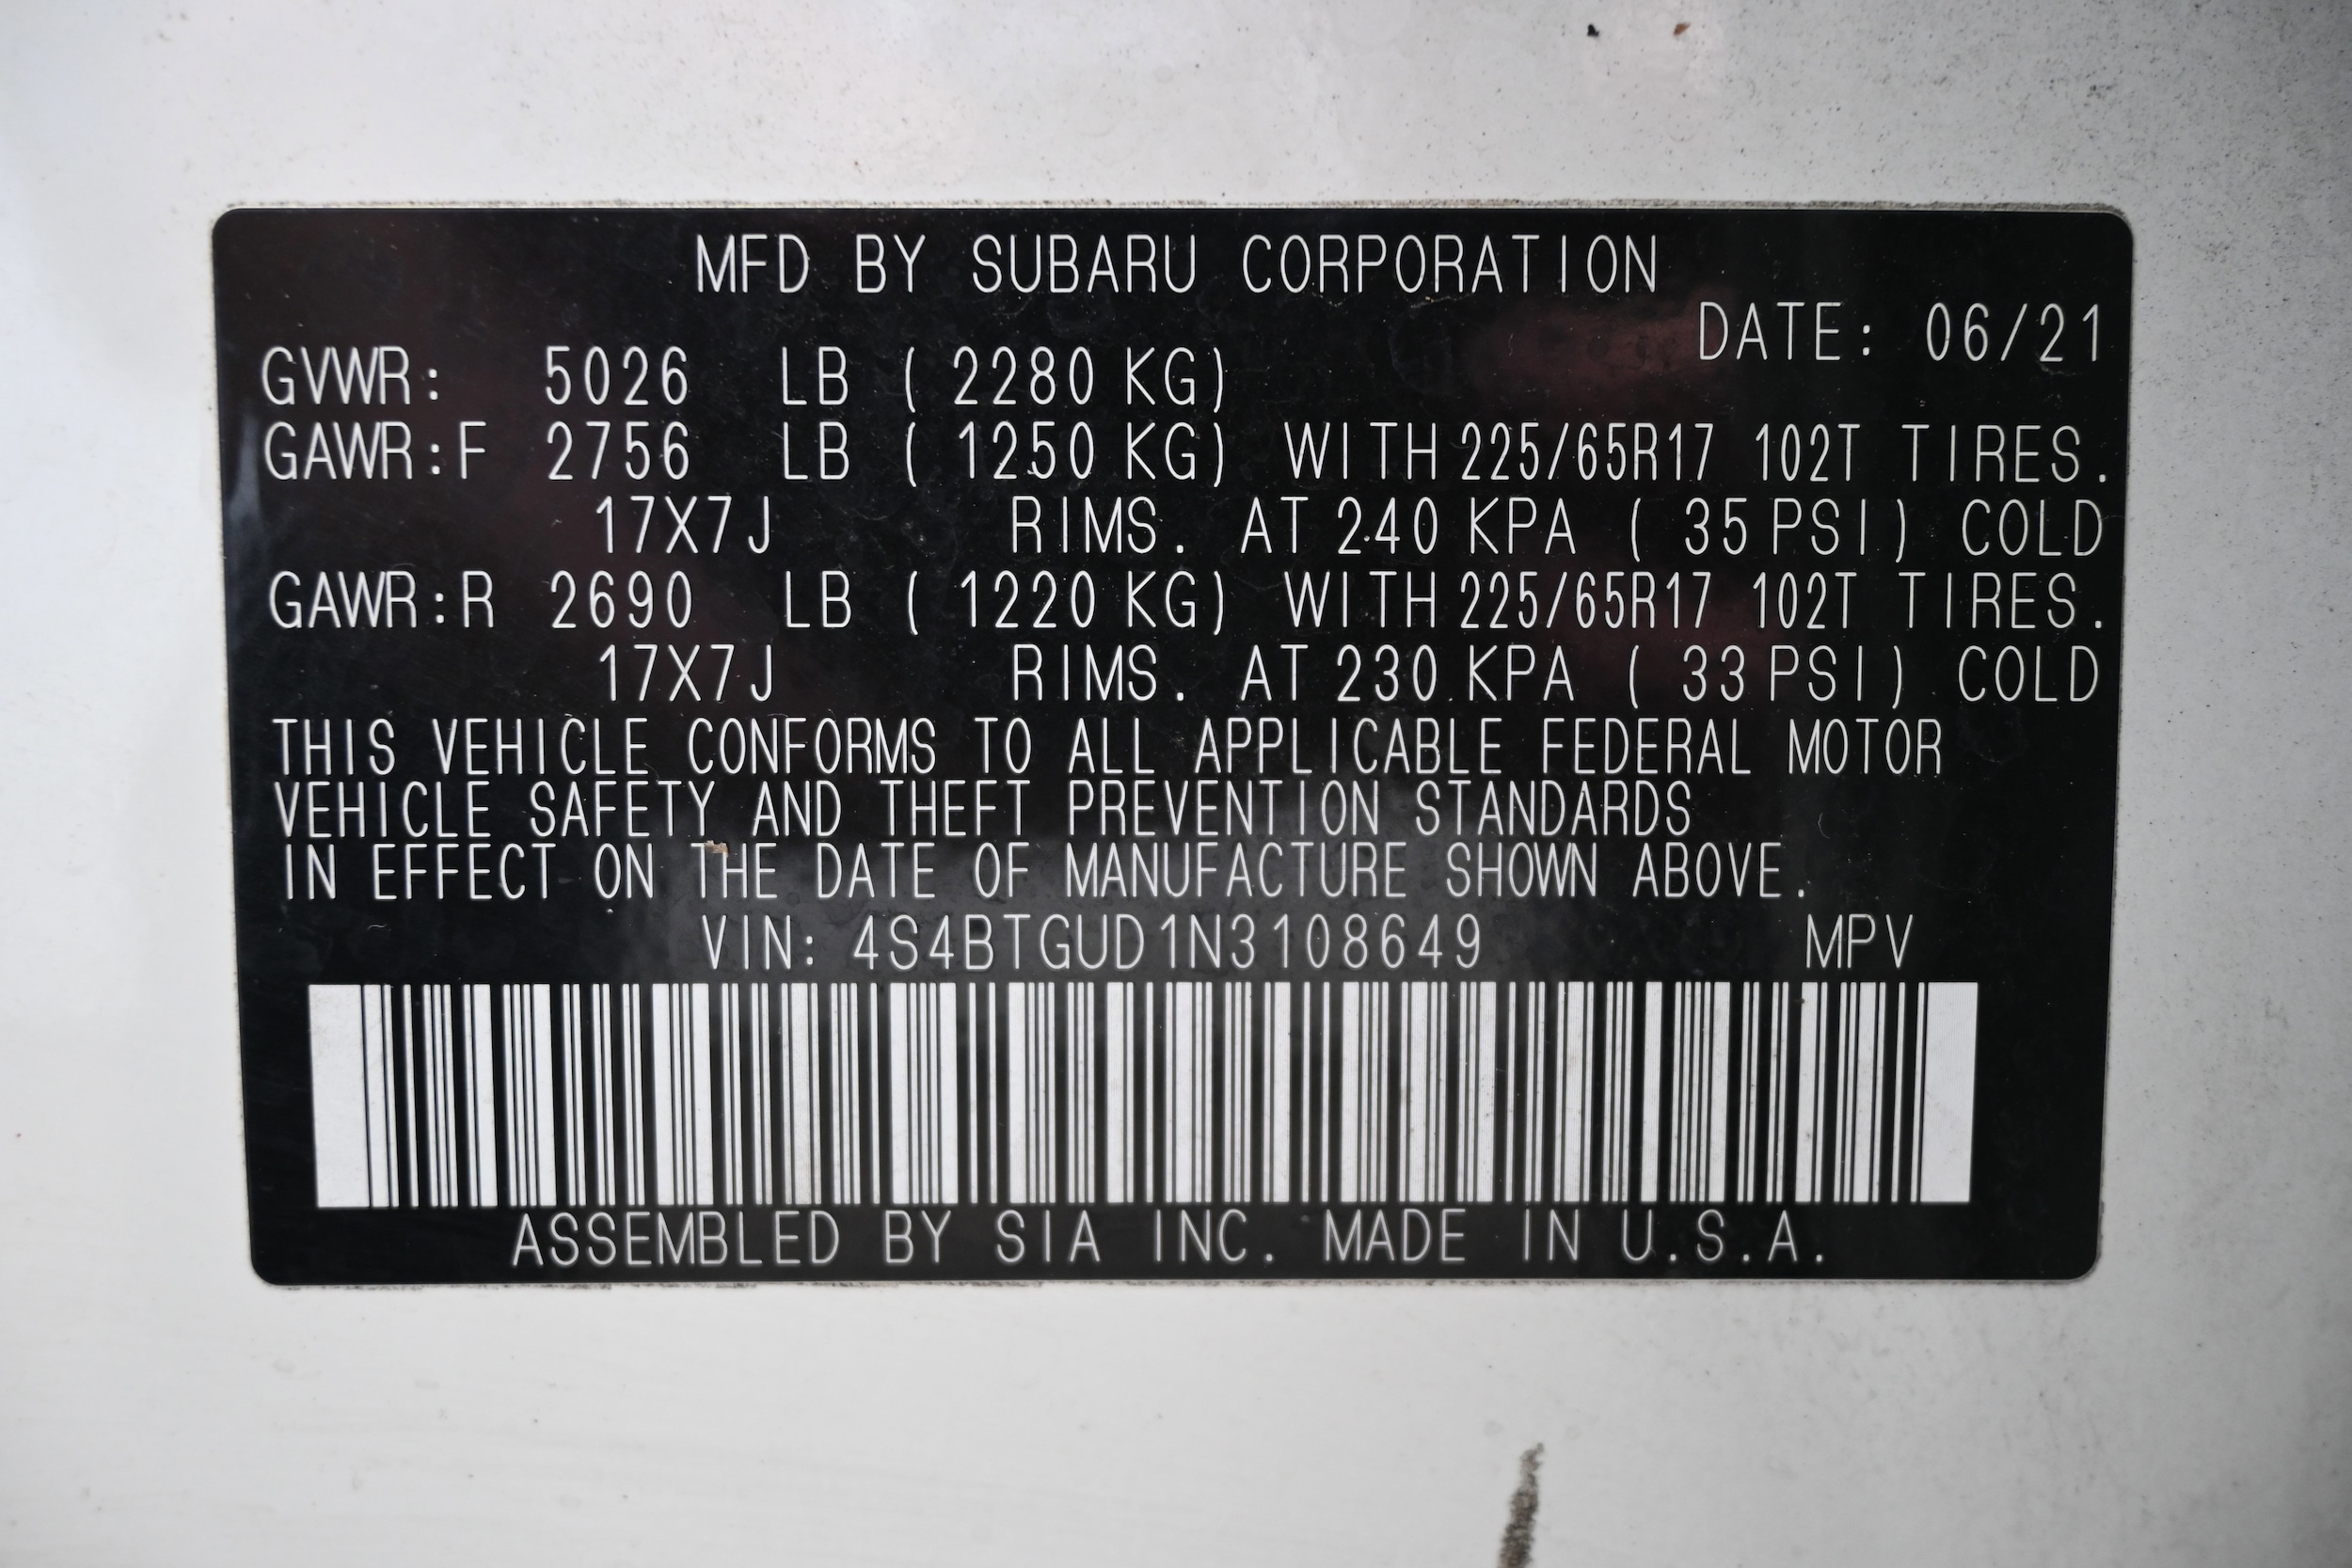 MFD BY SUBARU CORPORATION
DATE: 06/21
GVWR: 5026 LB ( 2280 KG)
GAWR:F 2756 LB ( 1250 KG) WITH 225/65R17 102T TIRES.
17X7J RIMS. AT 240 KPA ( 35 PSI) COLD
GAWR:R 2690 LB ( 1220 KG) WITH 225/65R17 102T TIRES.
17X7J RIMS. AT 230 KPA ( 33 PSI) COLD
THIS VEHICLE CONFORMS TO ALL APPLICABLE FEDERAL MOTOR
VEHICLE SAFETY AND THEFT PREVENTION STANDARDS
IN EFFECT ON THE DATE OF MANUFACTURE SHOWN ABOVE.
VIN: 4S4BTGUD1N3108649 MPV
ASSEMBLED BY SIA INC. MADE IN U.S.A.